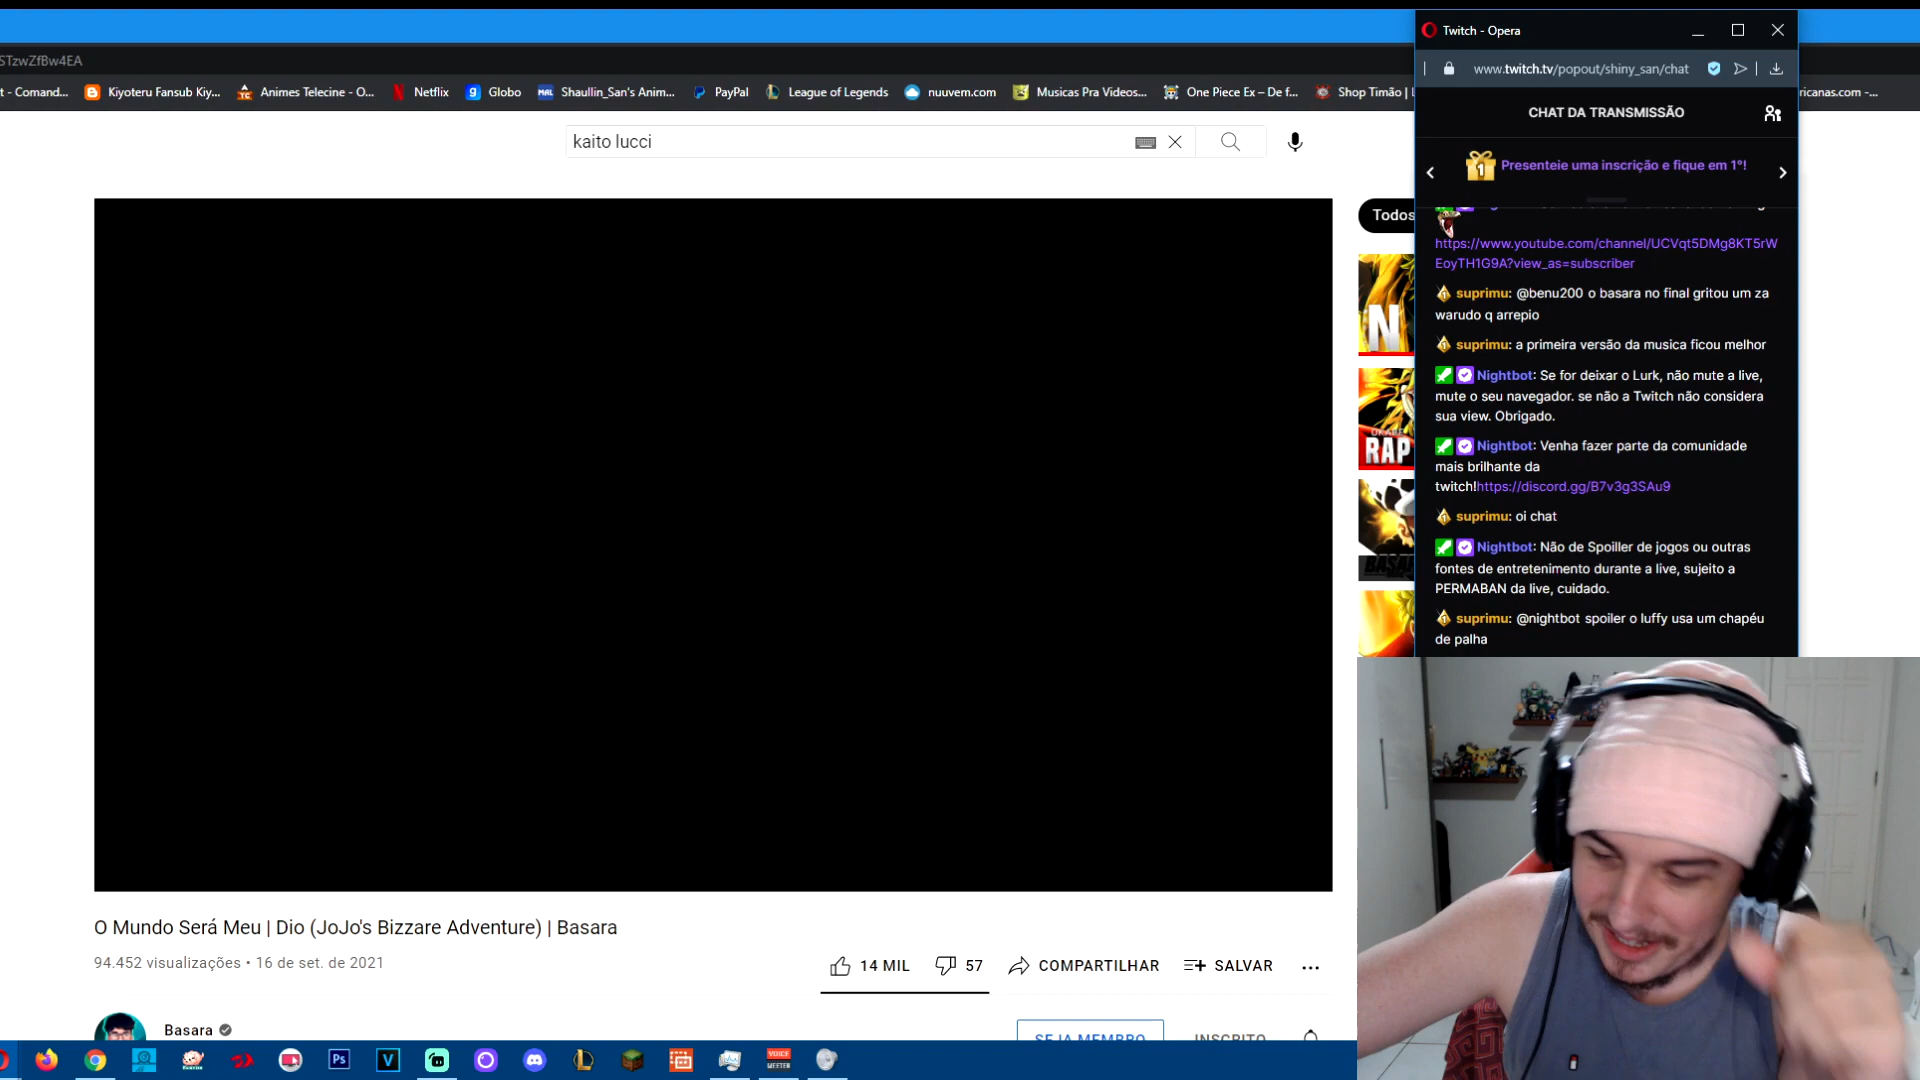 Twitch - Opera
STzwZfBw4EA
www.twitch.tv/popout/shiny_san/chat
t - Comand... Kiyoteru Fansub Kiy... Animes Telecine - O... Netflix Globo Shaullin_San's Anim... PayPal League of Legends nuuvem.com Musicas Pra Videos... One Piece Ex – De f... Shop Timão | ricanas.com -...
CHAT DA TRANSMISSÃO
kaito lucci
Presenteie uma inscrição e fique em 1º!
Todos
https://www.youtube.com/channel/UCVqt5DMg8KT5rW
EoyTH1G9A?view_as=subscriber
suprimu: @benu200 o basara no final gritou um za
warudo q arrepio
suprimu: a primeira versão da musica ficou melhor
Nightbot: Se for deixar o Lurk, não mute a live,
mute o seu navegador. se não a Twitch não considera
sua view. Obrigado.
Nightbot: Venha fazer parte da comunidade
mais brilhante da
twitch!https://discord.gg/B7v3g3SAu9
suprimu: oi chat
Nightbot: Não de Spoiller de jogos ou outras
fontes de entretenimento durante a live, sujeito a
PERMABAN da live, cuidado.
suprimu: @nightbot spoiler o luffy usa um chapéu
de palha
N
RAP
BASAR
O Mundo Será Meu | Dio (JoJo's Bizzare Adventure) | Basara
94.452 visualizações • 16 de set. de 2021
14 MIL 57 COMPARTILHAR SALVAR
Basara
SEJA MEMBRO INSCRITO
Ps V VOICE
MEETER